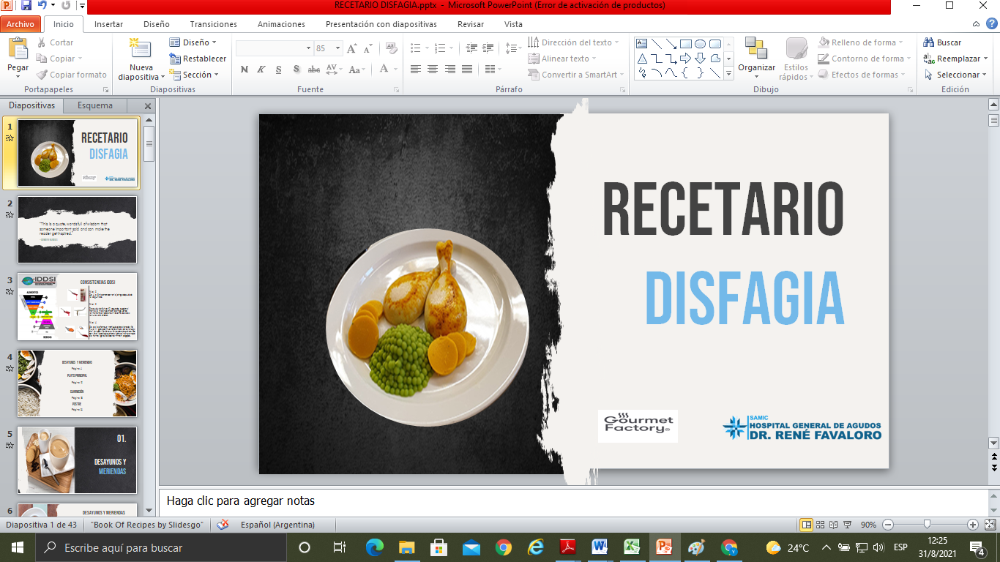 RECETARIO DISFAGIA.pptx - Microsoft PowerPoint (Error de activación de productos)
Archivo Inicio Insertar Diseño Transiciones Animaciones Presentación con diapositivas Revisar Vista
Pegar
Cortar
Copiar
Copiar formato
Portapapeles
Nueva diapositiva
Diseño
Restablecer
Sección
Diapositivas
85
N K S S abc AV Aa A
Fuente
Dirección del texto
Alinear texto
Convertir a SmartArt
Párrafo
Organizar
Estilos rápidos
Relleno de forma
Contorno de forma
Efectos de formas
Dibujo
Buscar
Reemplazar
Seleccionar
Edición
Diapositivas Esquema
1
RECETARIO
DISFAGIA
2
"This is a quote, words full of wisdom that
someone important said and can make the
reader get inspired."
3
IDDSI
CONSISTENCIAS IDDSI
ALIMENTOS
4
DESAYUNOS Y MERIENDAS
PLATO PRINCIPAL
GUARNICIÓN
POSTRE
5
01.
DESAYUNOS Y
MERIENDAS
6
DESAYUNOS Y MERIENDAS
RECETARIO
DISFAGIA
Gourmet
Factory
SAMIC
HOSPITAL GENERAL DE AGUDOS
DR. RENÉ FAVALORO
Haga clic para agregar notas
Diapositiva 1 de 43 "Book Of Recipes by Slidesgo" Español (Argentina) 90%
Escribe aquí para buscar
24°C
ESP
12:25
31/8/2021
4